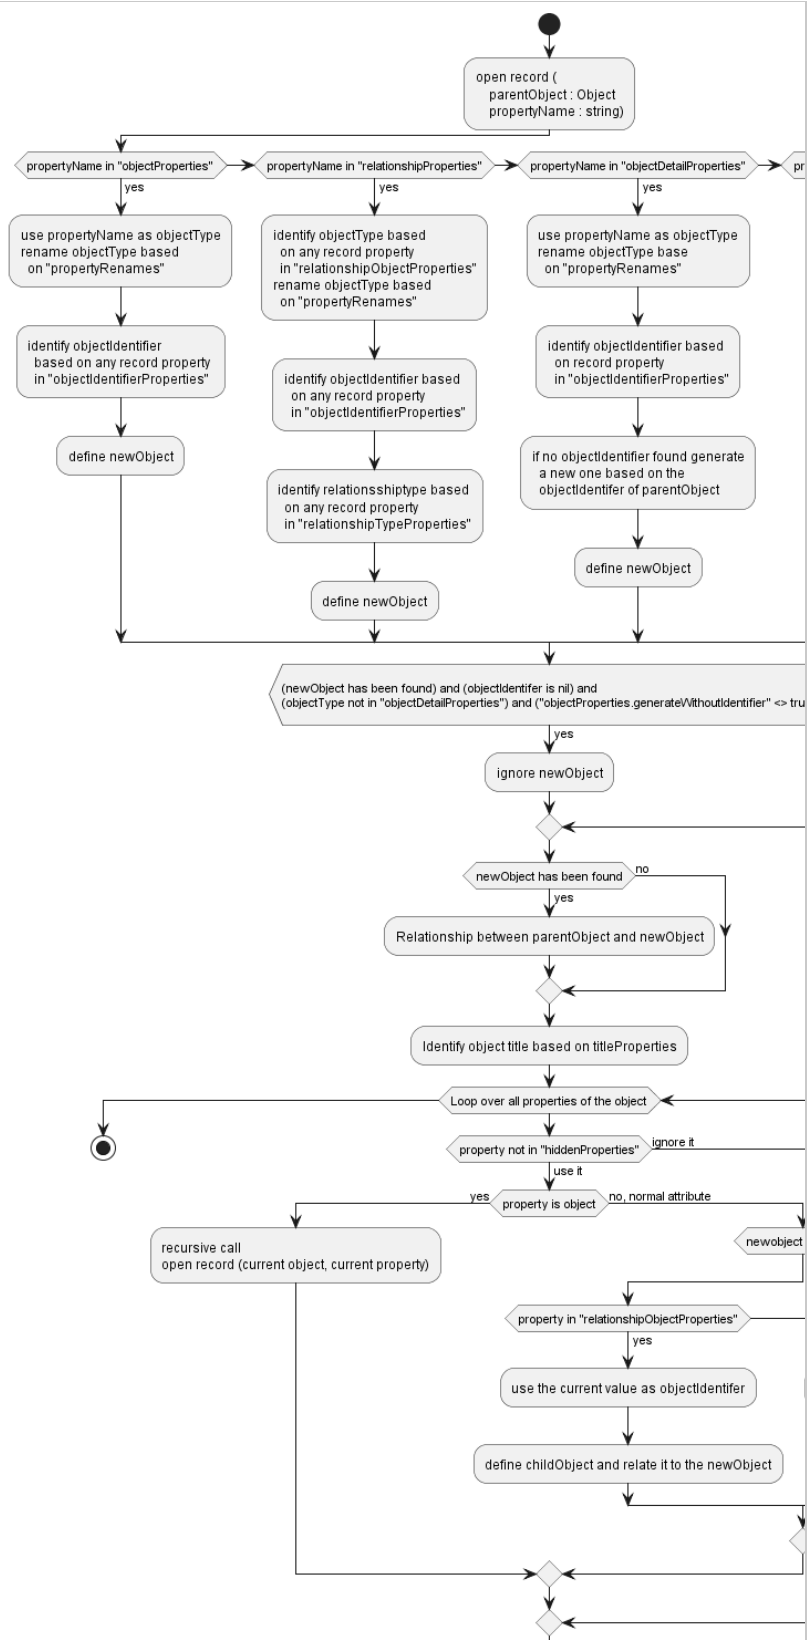 open record (
parentObject : Object
propertyName : string)
propertyName in "objectProperties"
propertyName in "relationshipProperties"
propertyName in "objectDetailProperties"
pr
yes
yes
yes
use propertyName as objectType
rename objectType based
on "propertyRenames"
identify objectType based
on any record property
in "relationshipObjectProperties"
rename objectType based
on "propertyRenames"
use propertyName as objectType
rename objectType base
on "propertyRenames"
identify objectIdentifier
based on any record property
in "objectIdentifierProperties"
identify objectIdentifier based
on any record property
in "objectIdentifierProperties"
identify objectIdentifier based
on record property
in "objectIdentifierProperties"
define newObject
identify relationsshiptype based
on any record property
in "relationshipTypeProperties"
if no objectIdentifier found generate
a new one based on the
objectIdentifer of parentObject
define newObject
define newObject
(newObject has been found) and (objectIdentifer is nil) and
(objectType not in "objectDetailProperties") and ("objectProperties.generateWithoutIdentifier" <> tru
yes
ignore newObject
newObject has been found
no
yes
Relationship between parentObject and newObject
Identify object title based on titleProperties
Loop over all properties of the object
property not in "hiddenProperties"
ignore it
use it
yes
property is object
no, normal attribute
recursive call
open record (current object, current property)
newobject
property in "relationshipObjectProperties"
yes
use the current value as objectIdentifer
define childObject and relate it to the newObject